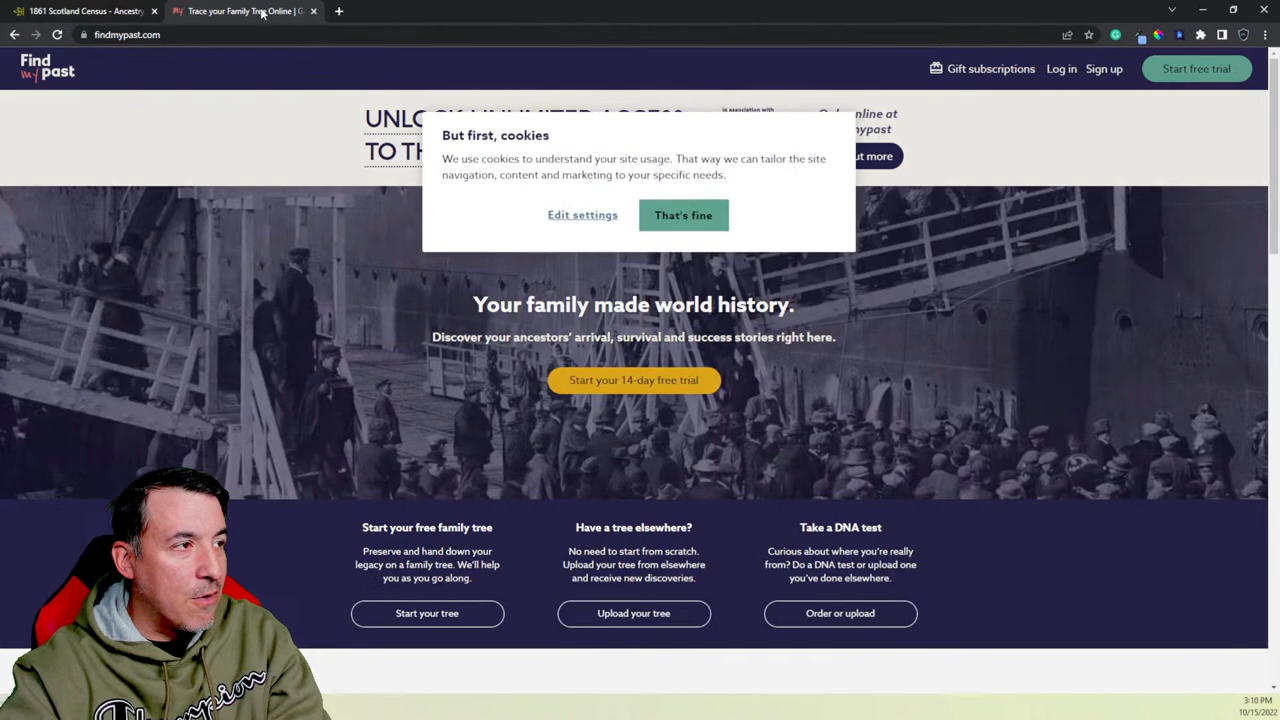 1861 Scotland Census - Ancestry
Trace your Family Tree Online | G
findmypast.com
Find
my past
Gift subscriptions
Log in
Sign up
Start free trial
in association with
But first, cookies
We use cookies to understand your site usage. That way we can tailor the site
navigation, content and marketing to your specific needs.
Edit settings
That's fine
TO TH
nline at
mypast
ut more
Your family made world history.
Discover your ancestors' arrival, survival and success stories right here.
Start your 14-day free trial
Start your free family tree
Preserve and hand down your
legacy on a family tree. We'll help
you as you go along.
Start your tree
Have a tree elsewhere?
No need to start from scratch.
Upload your tree from elsewhere
and receive new discoveries.
Upload your tree
Take a DNA test
Curious about where you're really
from? Do a DNA test or upload one
you've done elsewhere.
Order or upload
Champion
3:10 PM
10/15/2022